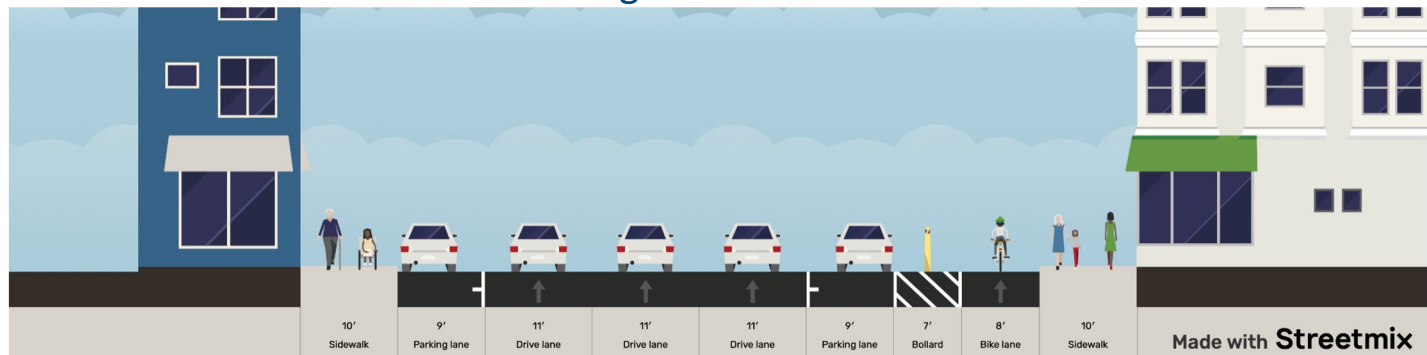 10′
Sidewalk
9′
Parking lane
11′
Drive lane
11′
Drive lane
11′
Drive lane
9′
Parking lane
7′
Bollard
8′
Bike lane
10′
Sidewalk
Made with Streetmix